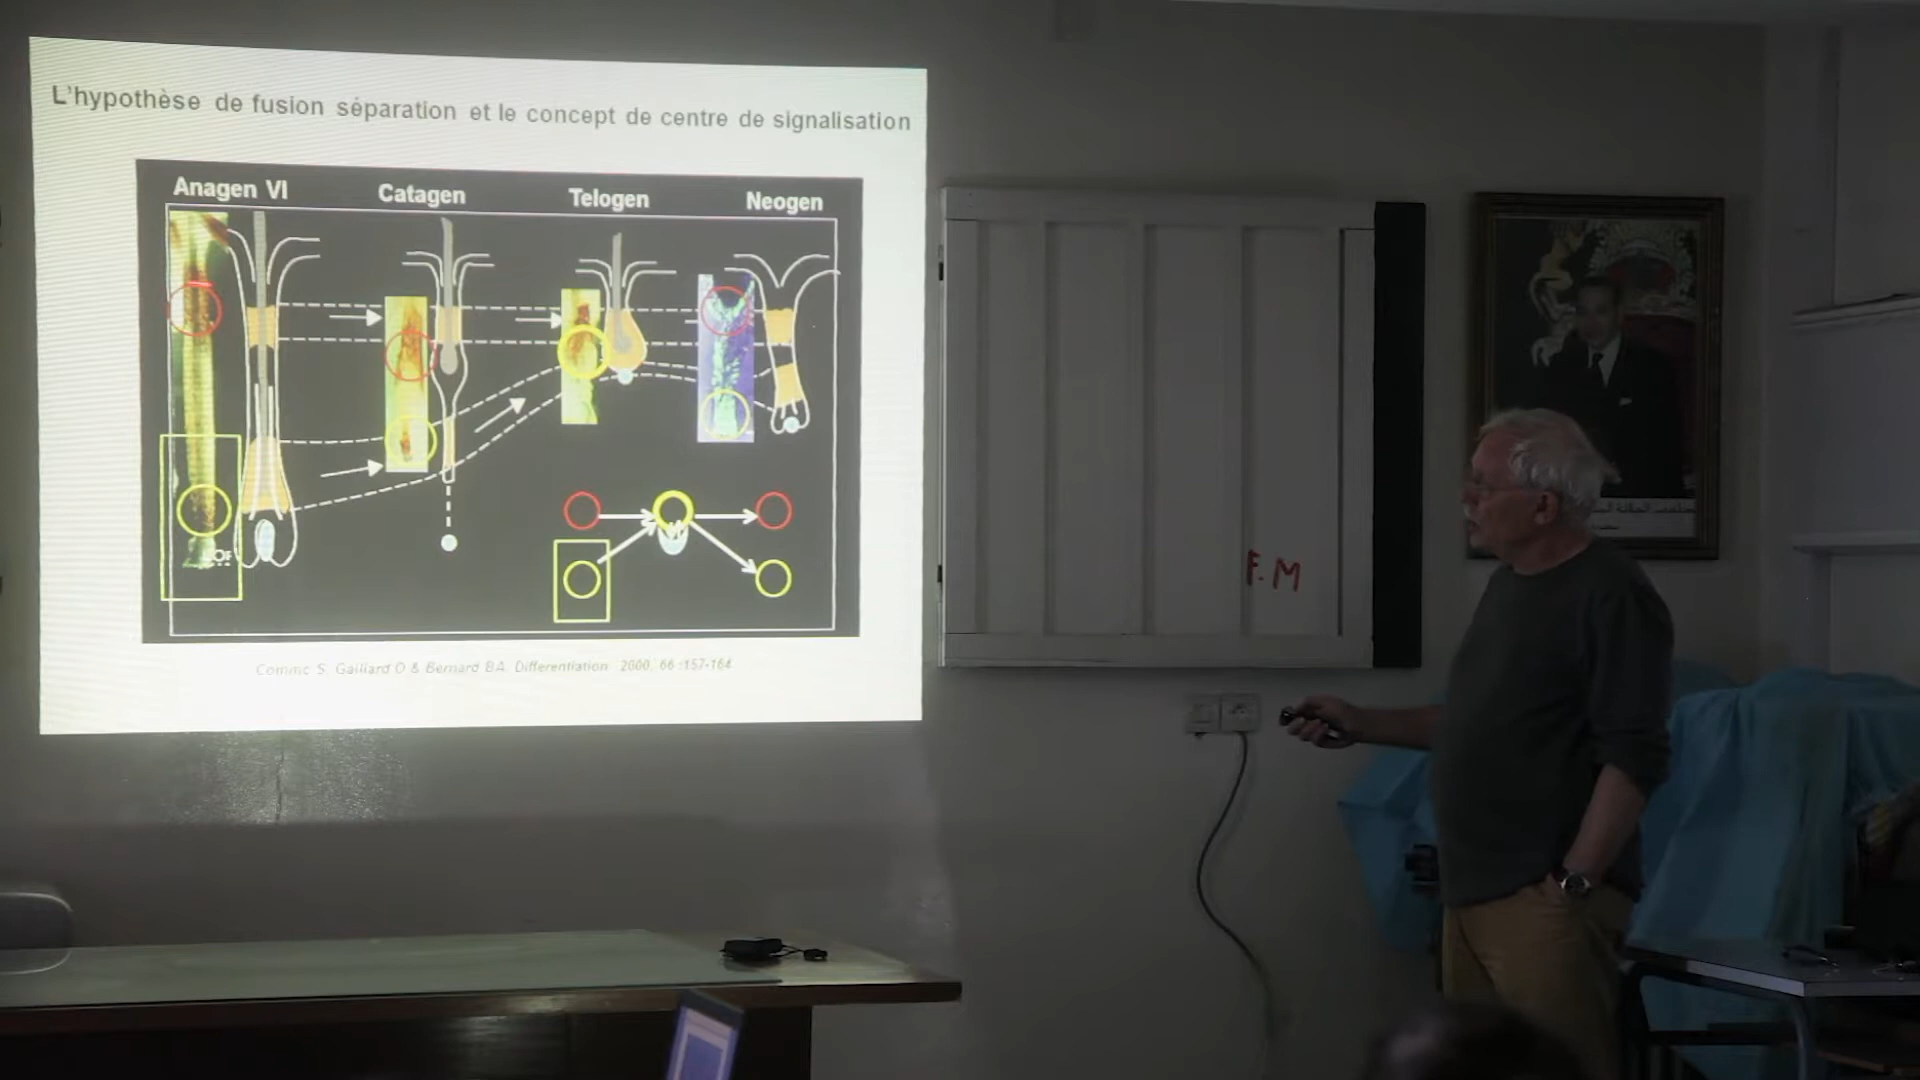 L'hypothèse de fusion séparation et le concept de centre de signalisation
Anagen VI
Catagen
Telogen
Neogen
S. Gaillard O & Bernard BA. Differentiation 2000, 66 :157-164
F.M